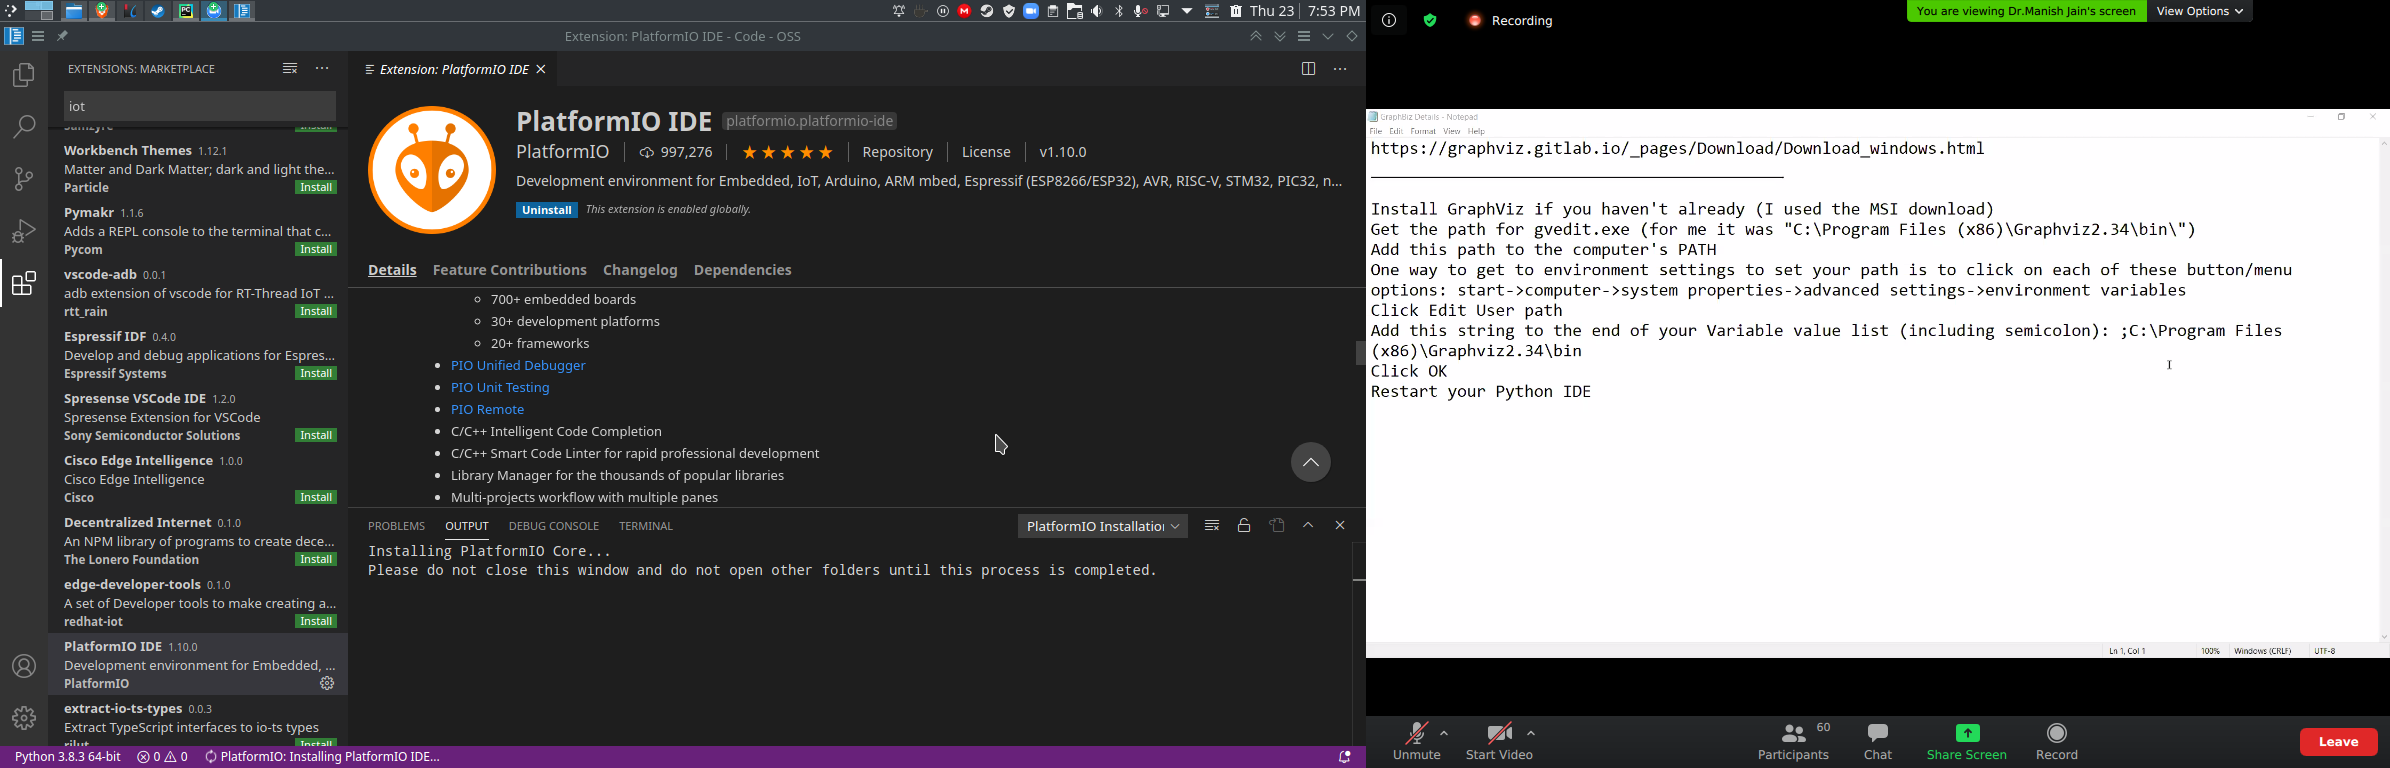 Thu 23 | 7:53 PM
Extension: PlatformIO IDE - Code - OSS
EXTENSIONS: MARKETPLACE
iot
Install
Workbench Themes 1.12.1
Matter and Dark Matter; dark and light the...
Particle Install
Pymakr 1.1.6
Adds a REPL console to the terminal that c...
Pycom Install
vscode-adb 0.0.1
adb extension of vscode for RT-Thread IoT ...
rtt_rain Install
Espressif IDF 0.4.0
Develop and debug applications for Espres...
Espressif Systems Install
Spresense VSCode IDE 1.2.0
Spresense Extension for VSCode
Sony Semiconductor Solutions Install
Cisco Edge Intelligence 1.0.0
Cisco Edge Intelligence
Cisco Install
Decentralized Internet 0.1.0
An NPM library of programs to create dece...
The Lonero Foundation Install
edge-developer-tools 0.1.0
A set of Developer tools to make creating a...
redhat-iot Install
PlatformIO IDE 1.10.0
Development environment for Embedded, ...
PlatformIO
extract-io-ts-types 0.0.3
Extract TypeScript interfaces to io-ts types
Install
Extension: PlatformIO IDE
PlatformIO IDE platformio.platformio-ide
PlatformIO 997,276 Repository License v1.10.0
Development environment for Embedded, IoT, Arduino, ARM mbed, Espressif (ESP8266/ESP32), AVR, RISC-V, STM32, PIC32, n...
Uninstall This extension is enabled globally.
Details Feature Contributions Changelog Dependencies
700+ embedded boards
30+ development platforms
20+ frameworks
PIO Unified Debugger
PIO Unit Testing
PIO Remote
C/C++ Intelligent Code Completion
C/C++ Smart Code Linter for rapid professional development
Library Manager for the thousands of popular libraries
Multi-projects workflow with multiple panes
PROBLEMS OUTPUT DEBUG CONSOLE TERMINAL PlatformIO Installatio
Installing PlatformIO Core...
Please do not close this window and do not open other folders until this process is completed.
Python 3.8.3 64-bit 0 0 PlatformIO: Installing PlatformIO IDE...
Recording
You are viewing Dr.Manish Jain's screen View Options
GraphBiz Details - Notepad
File Edit Format View Help
https://graphviz.gitlab.io/_pages/Download/Download_windows.html
Install GraphViz if you haven't already (I used the MSI download)
Get the path for gvedit.exe (for me it was "C:\Program Files (x86)\Graphviz2.34\bin\")
Add this path to the computer's PATH
One way to get to environment settings to set your path is to click on each of these button/menu
options: start->computer->system properties->advanced settings->environment variables
Click Edit User path
Add this string to the end of your Variable value list (including semicolon): ;C:\Program Files
(x86)\Graphviz2.34\bin
Click OK
Restart your Python IDE
Ln 1, Col 1 100% Windows (CRLF) UTF-8
Unmute Start Video Participants 60 Chat Share Screen Record Leave